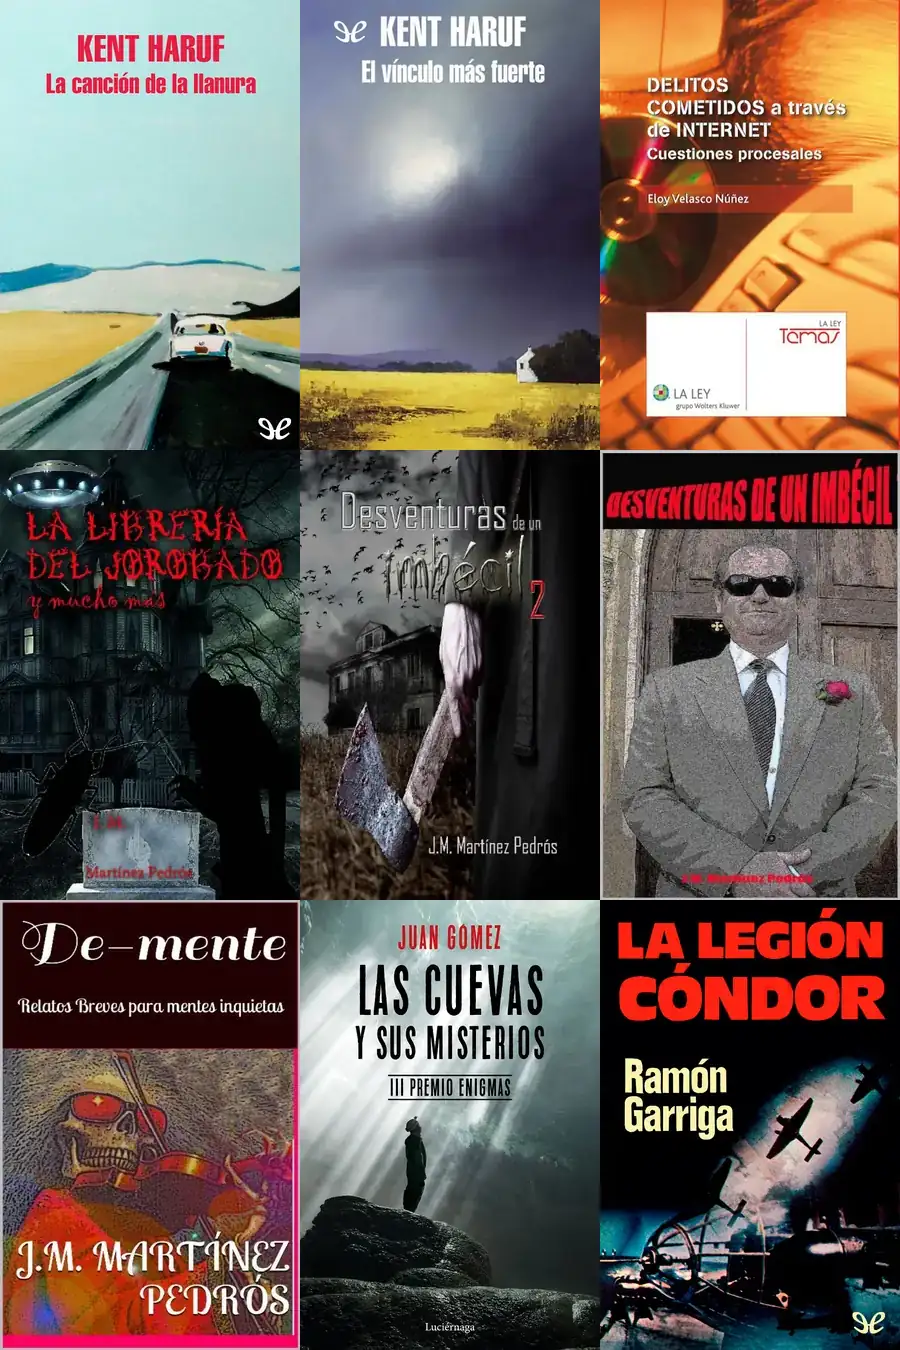 KENT HARUF
La canción de la llanura
KENT HARUF
El vínculo más fuerte
DELITOS
COMETIDOS a través
de INTERNET
Cuestiones procesales
Eloy Velasco Núñez
LA LEY
Temas
LA LEY
grupo Wolters Kluwer
LA LIBRERÍA
DEL JOROBADO
y mucho más
J.M.
Martínez Pedrós
Desventuras de un
imbécil
2
J.M. Martínez Pedrós
DESVENTURAS DE UN IMBÉCIL
J.M. Martínez Pedrós
De-mente
Relatos Breves para mentes inquietas
J.M. MARTÍNEZ
PEDRÓS
JUAN GÓMEZ
LAS CUEVAS
Y SUS MISTERIOS
III PREMIO ENIGMAS
Luciérnaga
LA LEGIÓN
CÓNDOR
Ramón
Garriga